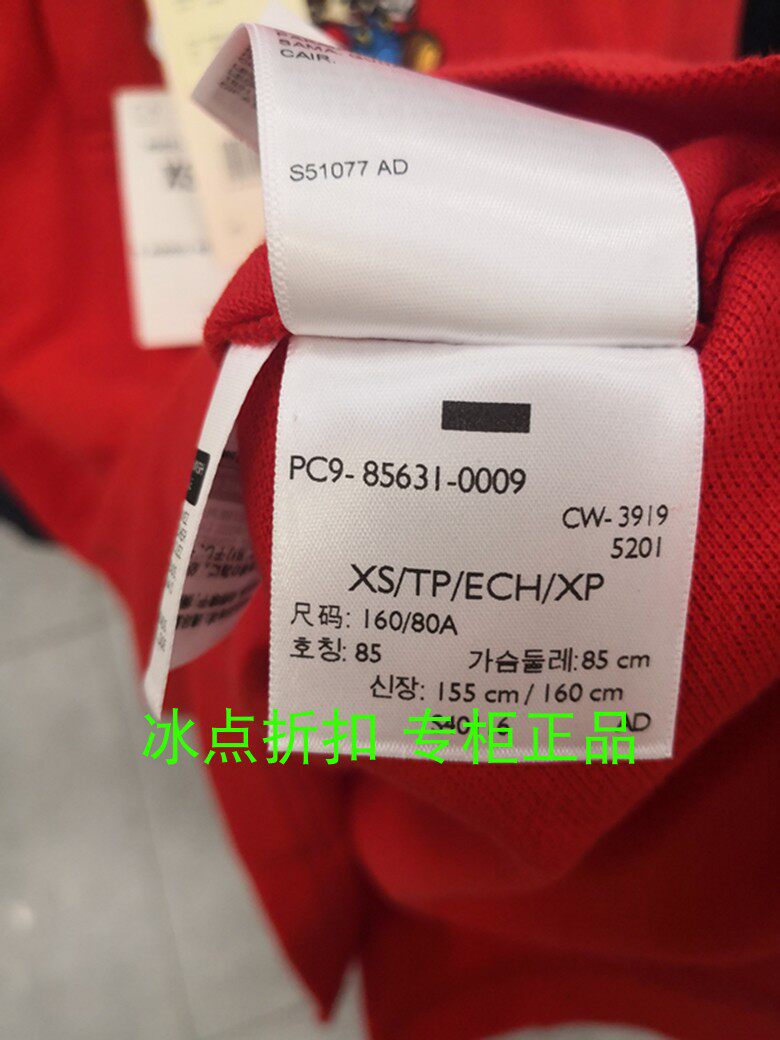 CAIR.
S51077 AD
PC9-85631-0009
CW-3919
5201
XS/TP/ECH/XP
尺码: 160/80A
호칭: 85 가슴둘레: 85 cm
신장: 155 cm / 160 cm
AD
冰点折扣 专柜正品